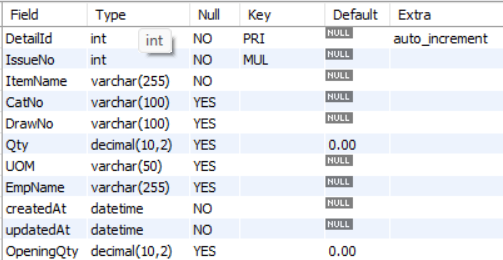 Field Type Null Key Default Extra
DetailId int int NO PRI NULL auto_increment
IssueNo int NO MUL NULL
ItemName varchar(255) NO NULL
CatNo varchar(100) YES NULL
DrawNo varchar(100) YES NULL
Qty decimal(10,2) YES 0.00
UOM varchar(50) YES NULL
EmpName varchar(255) YES NULL
createdAt datetime NO NULL
updatedAt datetime NO NULL
OpeningQty decimal(10,2) YES 0.00